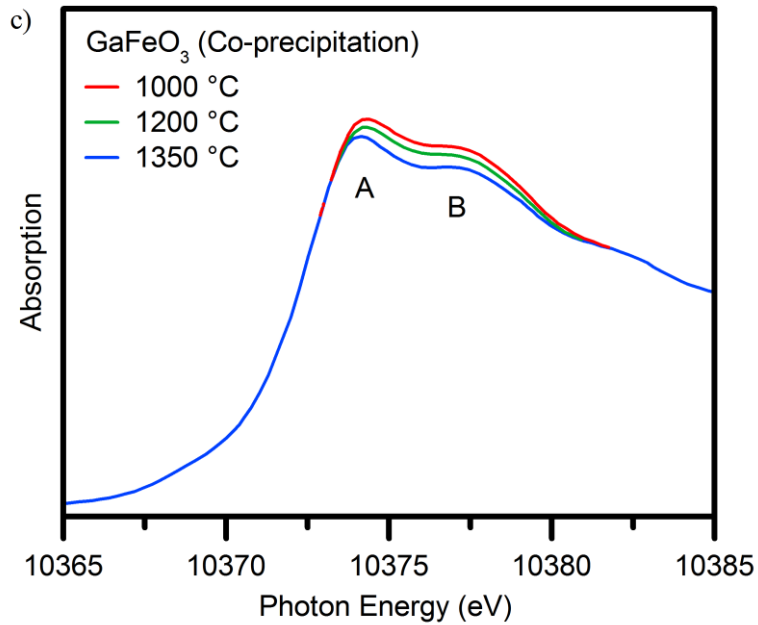 c)
GaFeO₃ (Co-precipitation)
1000 °C
1200 °C
1350 °C
A
B
Absorption
10365 10370 10375 10380 10385
Photon Energy (eV)